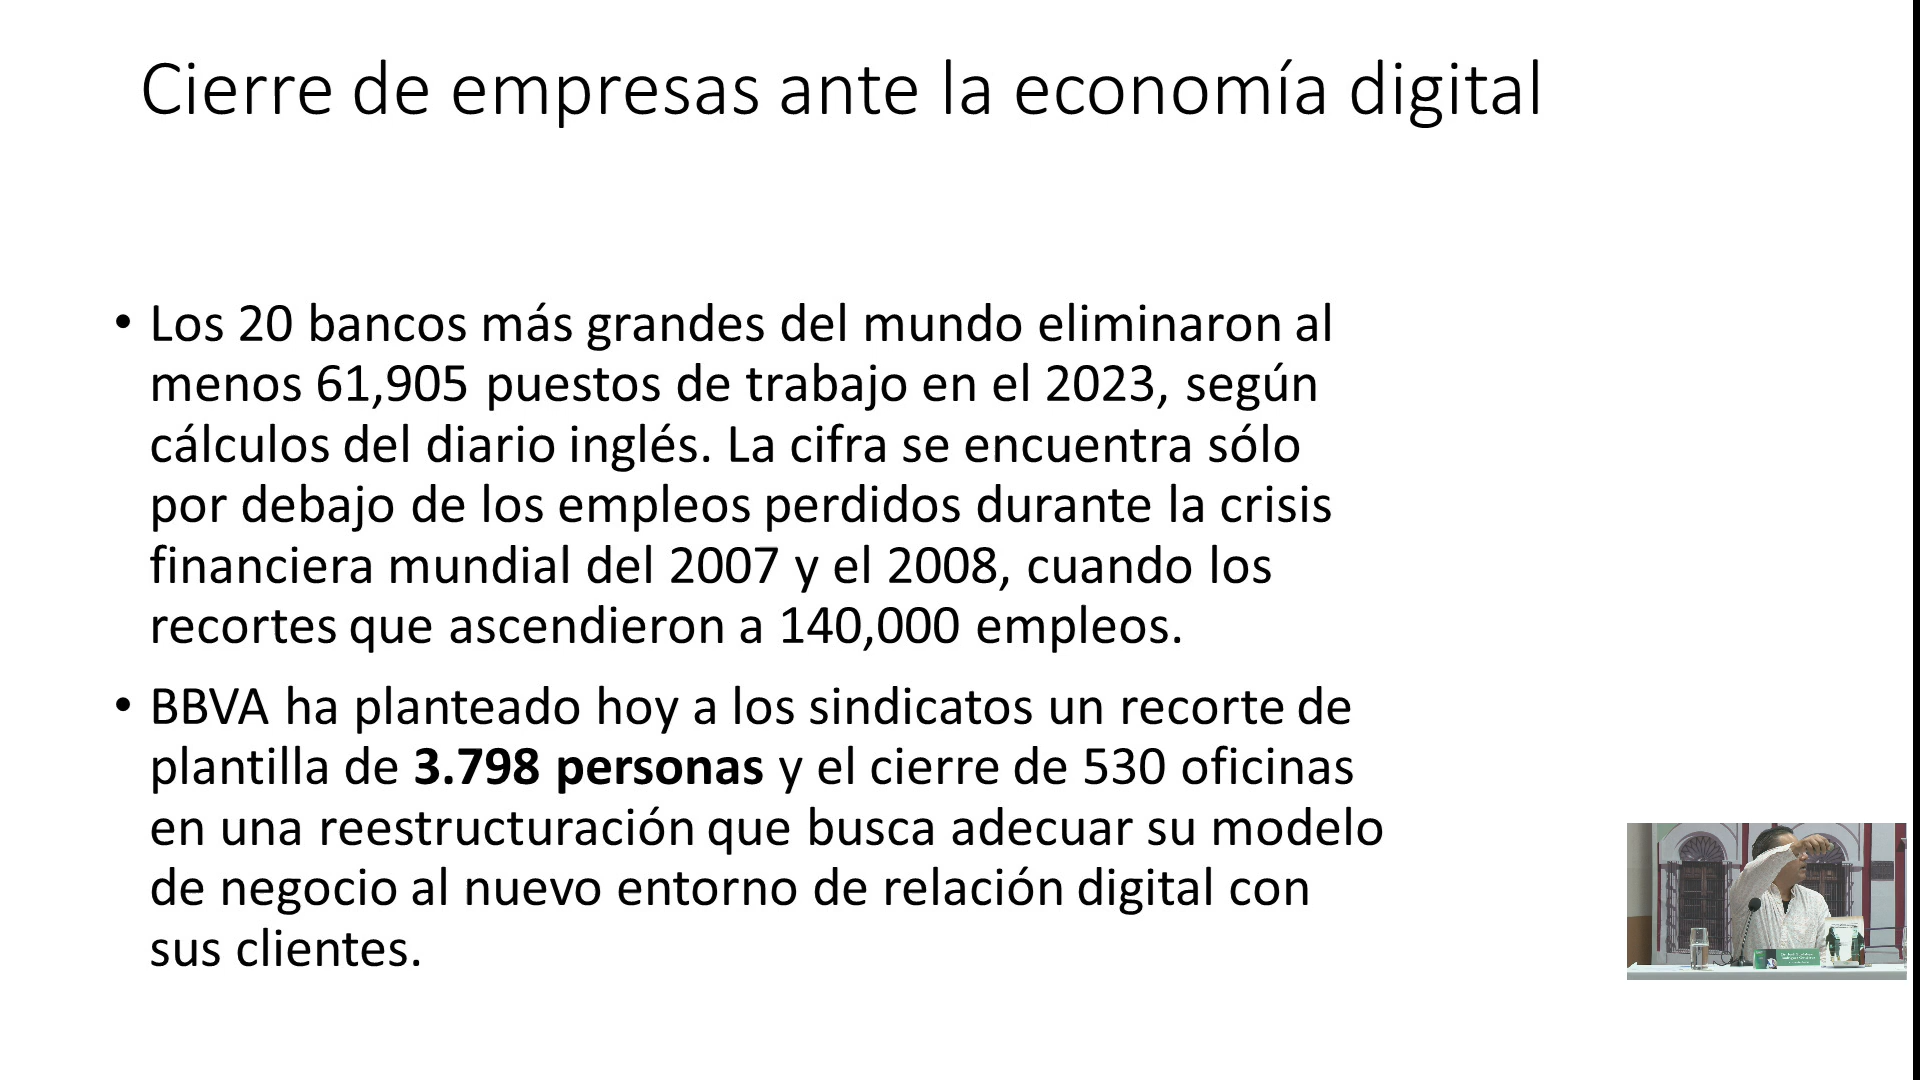 Cierre de empresas ante la economía digital
• Los 20 bancos más grandes del mundo eliminaron al
menos 61,905 puestos de trabajo en el 2023, según
cálculos del diario inglés. La cifra se encuentra sólo
por debajo de los empleos perdidos durante la crisis
financiera mundial del 2007 y el 2008, cuando los
recortes que ascendieron a 140,000 empleos.
• BBVA ha planteado hoy a los sindicatos un recorte de
plantilla de 3.798 personas y el cierre de 530 oficinas
en una reestructuración que busca adecuar su modelo
de negocio al nuevo entorno de relación digital con
sus clientes.